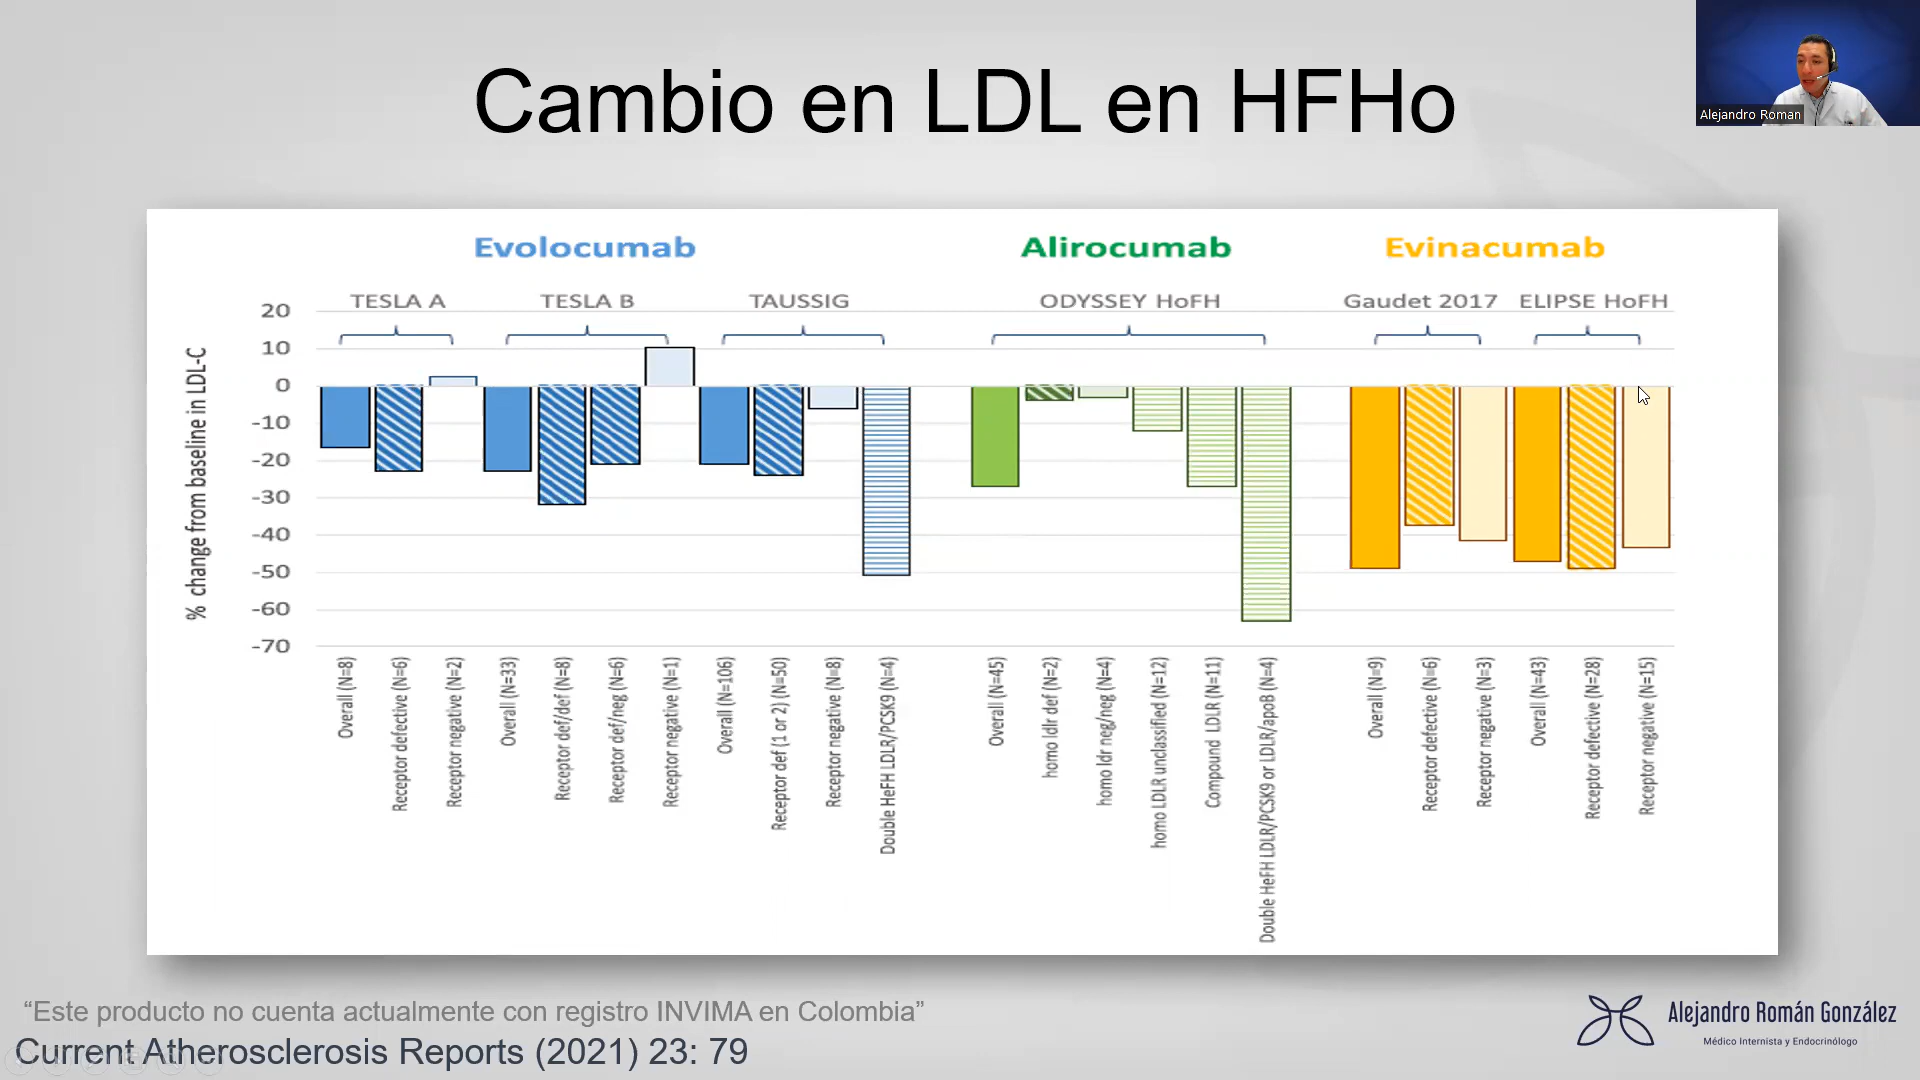 Cambio en LDL en HFHo
Alejandro Roman
Evolocumab
Alirocumab
Evinacumab
TESLA A
TESLA B
TAUSSIG
ODYSSEY HoFH
Gaudet 2017
ELIPSE HoFH
% change from baseline in LDL-C
20
10
0
-10
-20
-30
-40
-50
-60
-70
Overall (N=8)
Receptor defective (N=6)
Receptor negative (N=2)
Overall (N=33)
Receptor def/def (N=8)
Receptor def/neg (N=6)
Receptor negative (N=1)
Overall (N=106)
Receptor def (1 or 2) (N=50)
Receptor negative (N=8)
Double HeFH LDLR/PCSK9 (N=4)
Overall (N=45)
homo ldlr def (N=2)
homo ldr neg/neg (N=4)
homo LDLR unclassified (N=12)
Compound LDLR (N=11)
Double HeFH LDLR/PCSK9 or LDLR/apoB (N=4)
Overall (N=9)
Receptor defective (N=6)
Receptor negative (N=3)
Overall (N=43)
Receptor defective (N=28)
Receptor negative (N=15)
“Este producto no cuenta actualmente con registro INVIMA en Colombia”
Current Atherosclerosis Reports (2021) 23: 79
Alejandro Román González
Médico Internista y Endocrinólogo